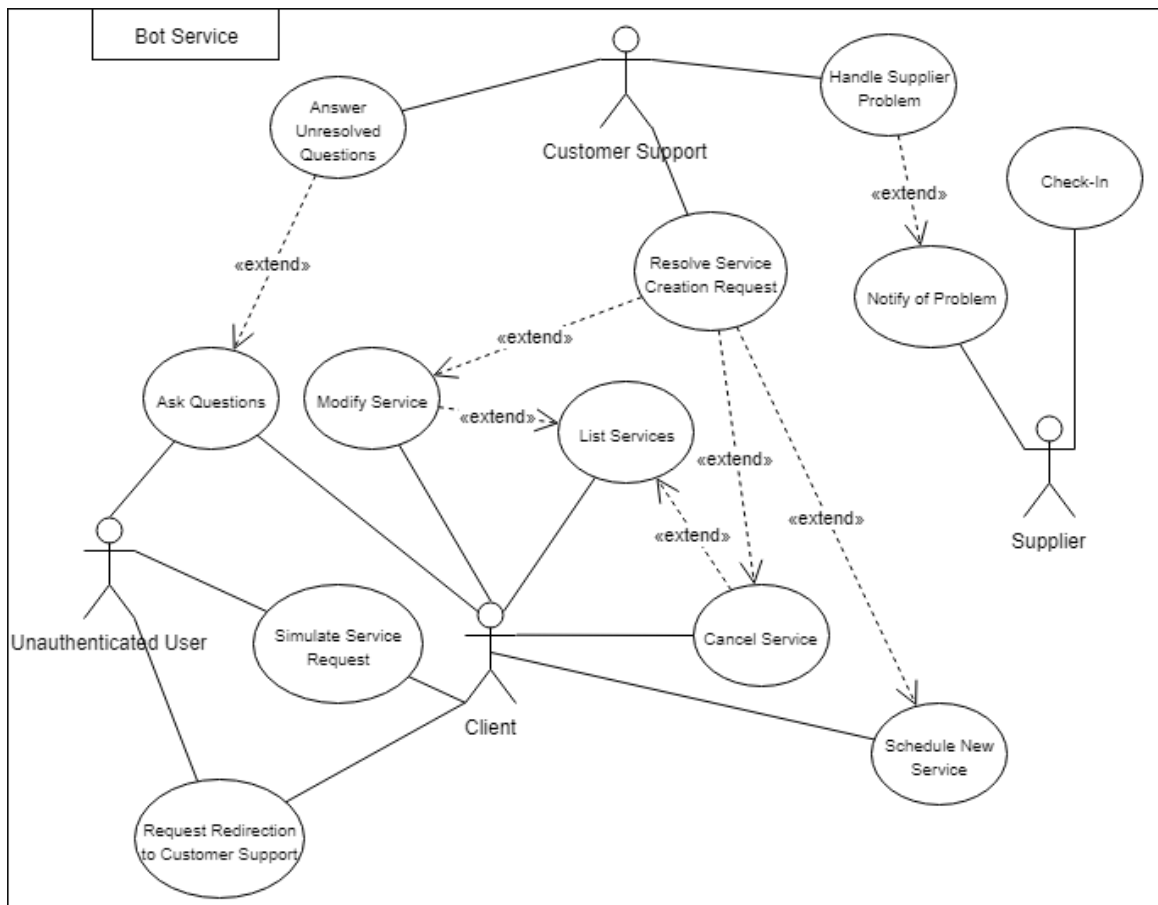 Bot Service
Answer
Unresolved
Questions
Customer Support
Handle Supplier
Problem
Check-In
«extend»
«extend»
Resolve Service
Creation Request
Notify of Problem
«extend»
Ask Questions
Modify Service
«extend»
List Services
«extend»
«extend»
«extend»
Supplier
Unauthenticated User
Simulate Service
Request
Cancel Service
Client
Schedule New
Service
Request Redirection
to Customer Support